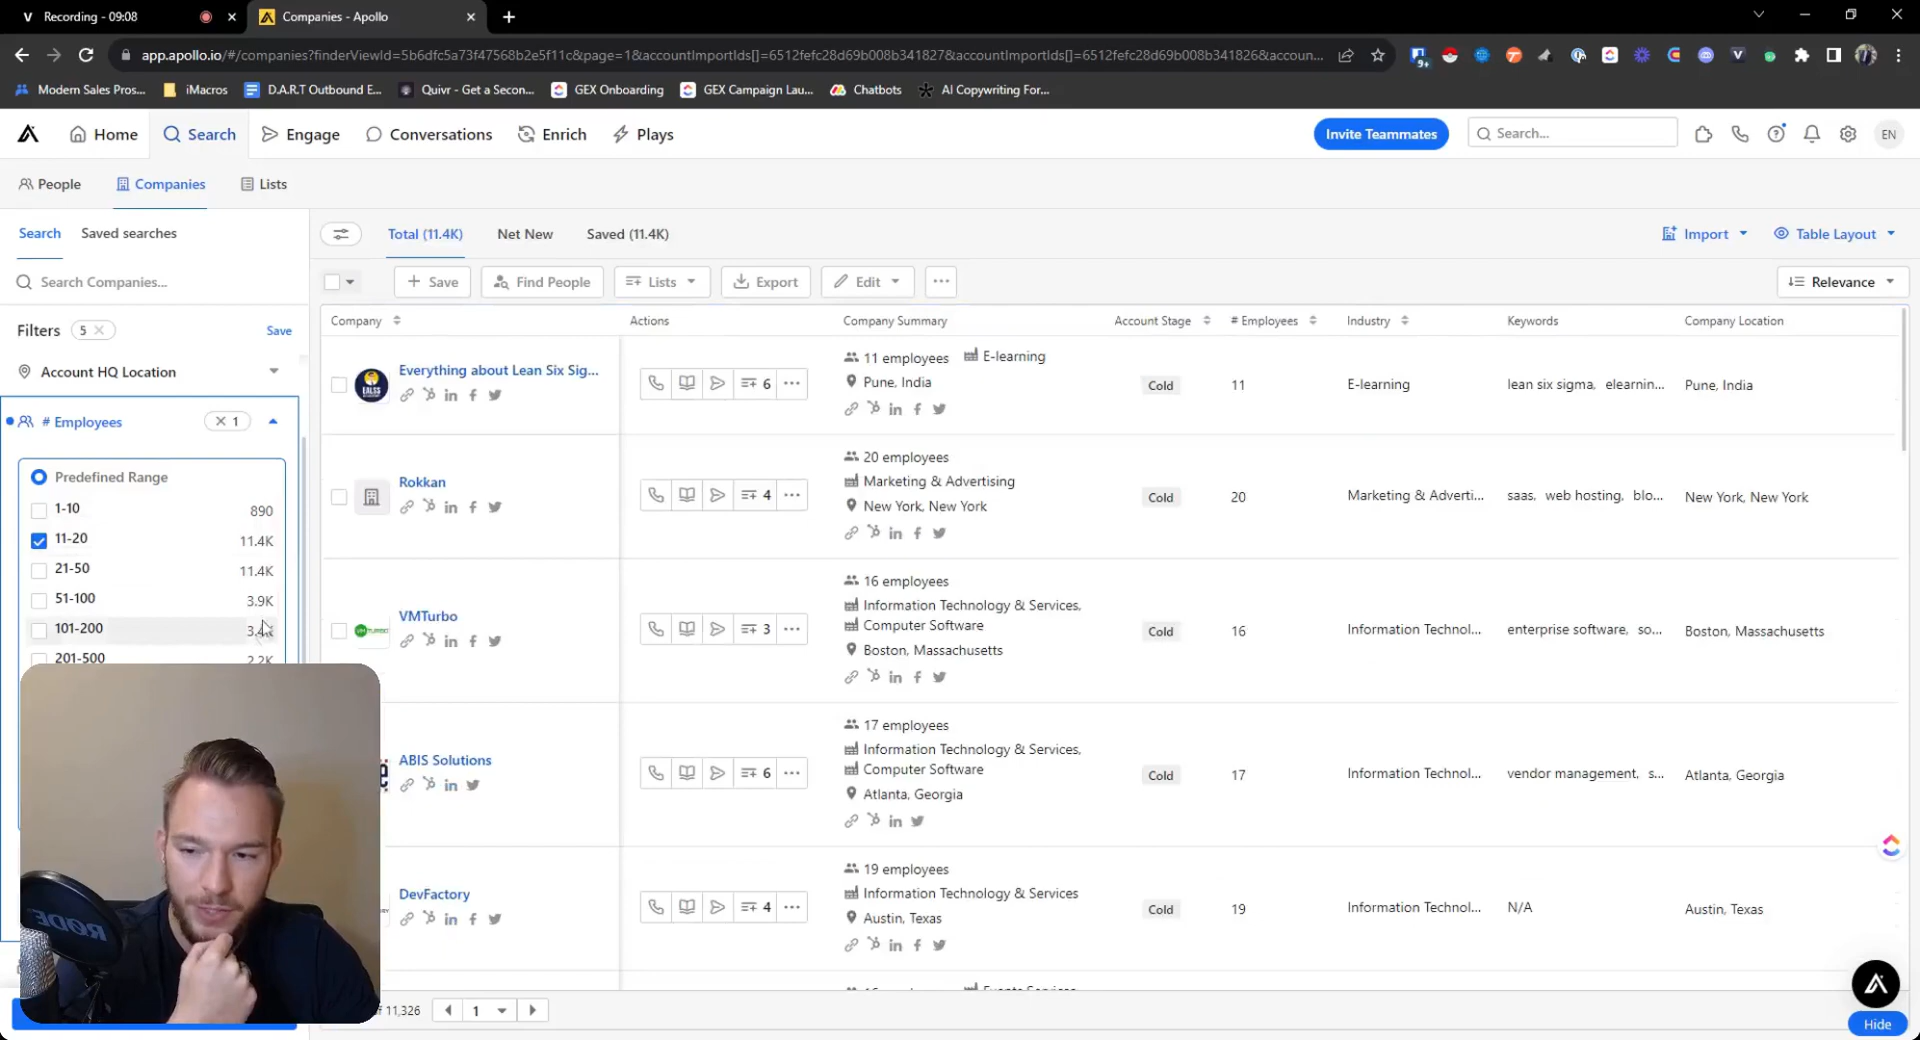 Recording - 09:08
Companies - Apollo
app.apollo.io/#/companies?finderViewId=5b6dfc5a73f47568b2e5f11c&page=1&accountImportIds[]=6512fefc28d69b008b341827&accountImportIds[]=6512fefc28d69b008b341826&accoun...
9+
Modern Sales Pros...
iMacros
D.A.R.T Outbound E...
Quivr - Get a Secon...
GEX Onboarding
GEX Campaign Lau...
Chatbots
AI Copywriting For...
Home
Search
Engage
Conversations
Enrich
Plays
Invite Teammates
Search...
EN
People
Companies
Lists
Search
Saved searches
Total (11.4K)
Net New
Saved (11.4K)
Import
Table Layout
Search Companies...
Save
Find People
Lists
Export
Edit
Relevance
Filters 5
Save
Account HQ Location
# Employees
1
Predefined Range
1-10 890
11-20 11.4K
21-50 11.4K
51-100 3.9K
101-200
201-500 2.2K
Company
Actions
Company Summary
Account Stage
# Employees
Industry
Keywords
Company Location
Everything about Lean Six Sig...
6
11 employees E-learning
Pune, India
Cold
11
E-learning
lean six sigma, elearnin...
Pune, India
Rokkan
4
20 employees
Marketing & Advertising
New York, New York
Cold
20
Marketing & Adverti...
saas, web hosting, blo...
New York, New York
VMTurbo
3
16 employees
Information Technology & Services,
Computer Software
Boston, Massachusetts
Cold
16
Information Technol...
enterprise software, so...
Boston, Massachusetts
ABIS Solutions
6
17 employees
Information Technology & Services,
Computer Software
Atlanta, Georgia
Cold
17
Information Technol...
vendor management, s...
Atlanta, Georgia
DevFactory
4
19 employees
Information Technology & Services
Austin, Texas
Cold
19
Information Technol...
N/A
Austin, Texas
11,326
1
Hide
RØDE